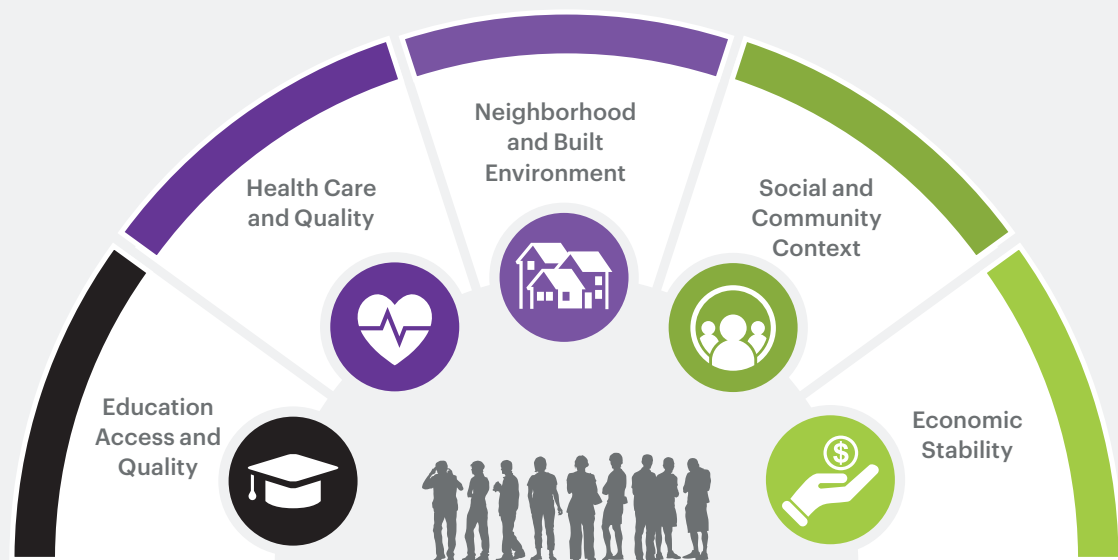 Neighborhood
and Built
Environment
Health Care
and Quality
Social and
Community
Context
Education
Access and
Quality
Economic
Stability
$